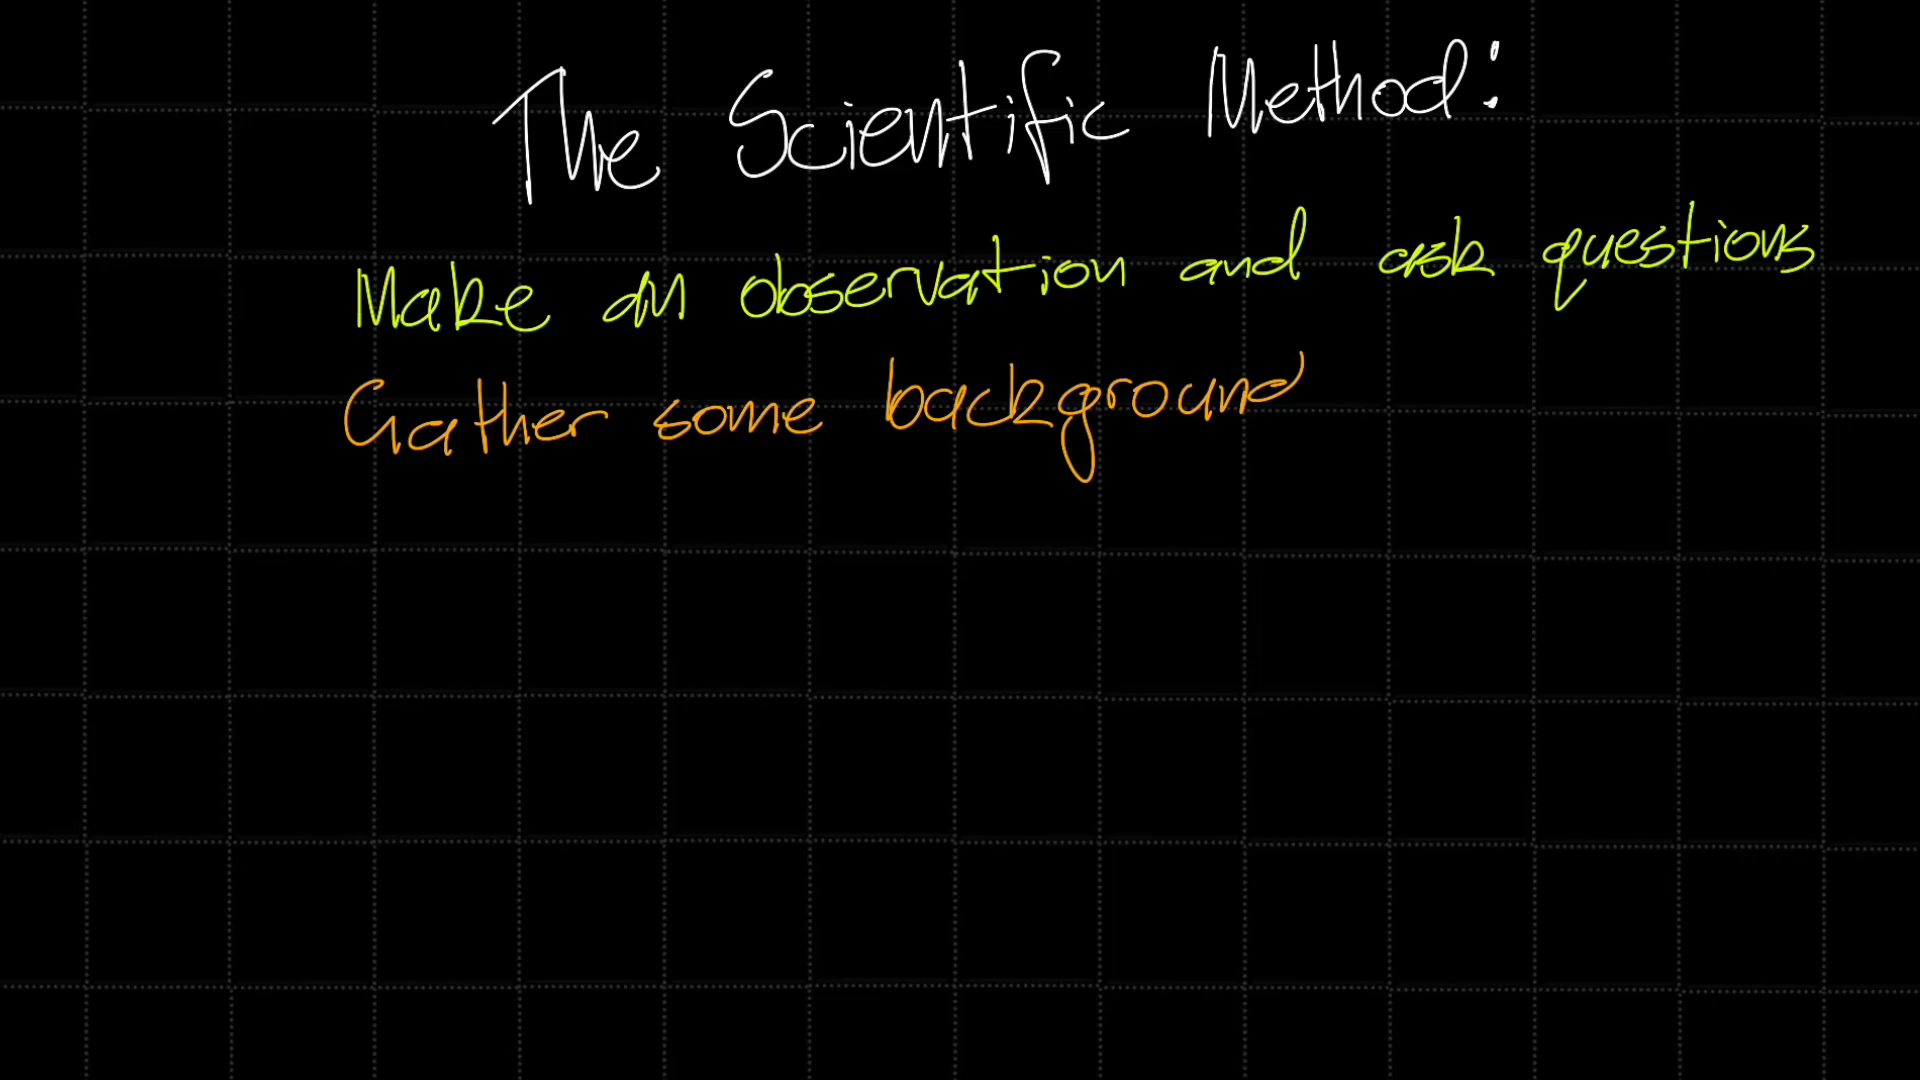 The Scientific Method:
Make an observation and ask questions
Gather some background